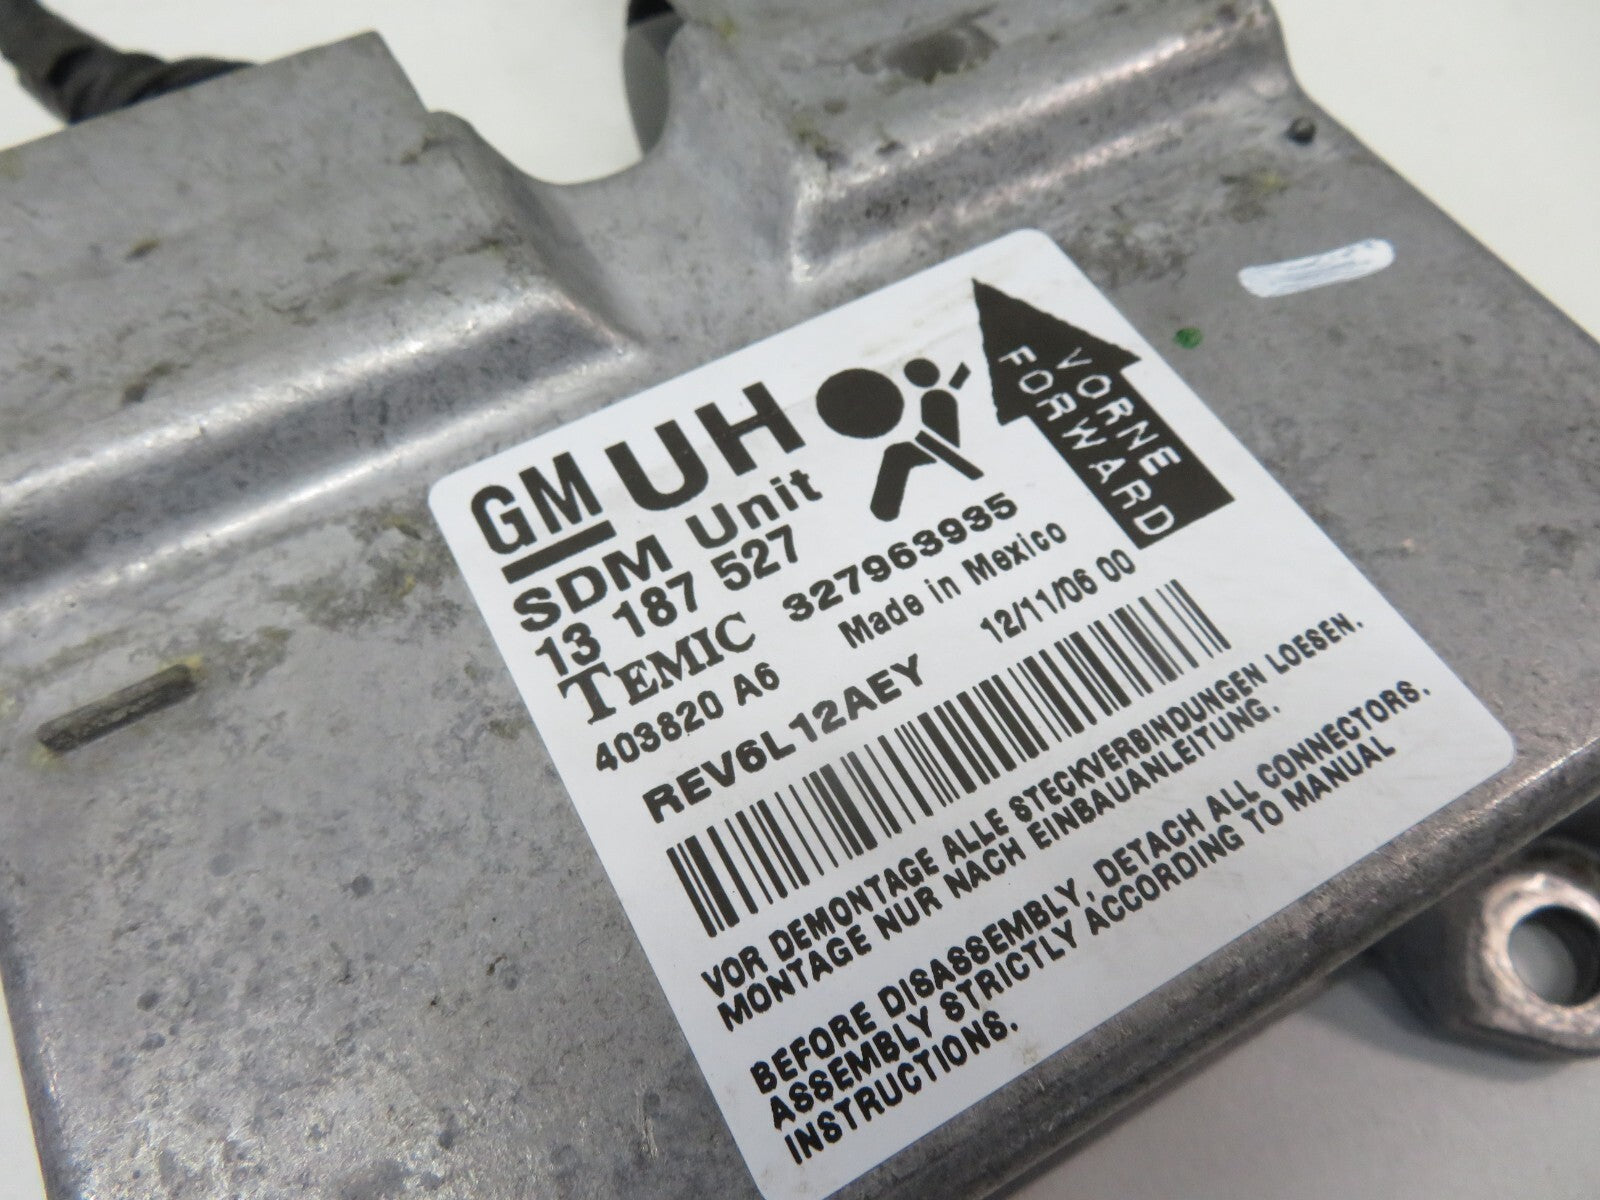 GM UH
SDM Unit
13 187 527
TEMIC 327963935
403820 A6 Made in Mexico
REV6L12AEY 12/11/06 00
VORNE
FORWARD
VOR DEMONTAGE ALLE STECKVERBINDUNGEN LOESEN.
MONTAGE NUR NACH EINBAUANLEITUNG.
BEFORE DISASSEMBLY, DETACH ALL CONNECTORS.
ASSEMBLY STRICTLY ACCORDING TO MANUAL
INSTRUCTIONS.